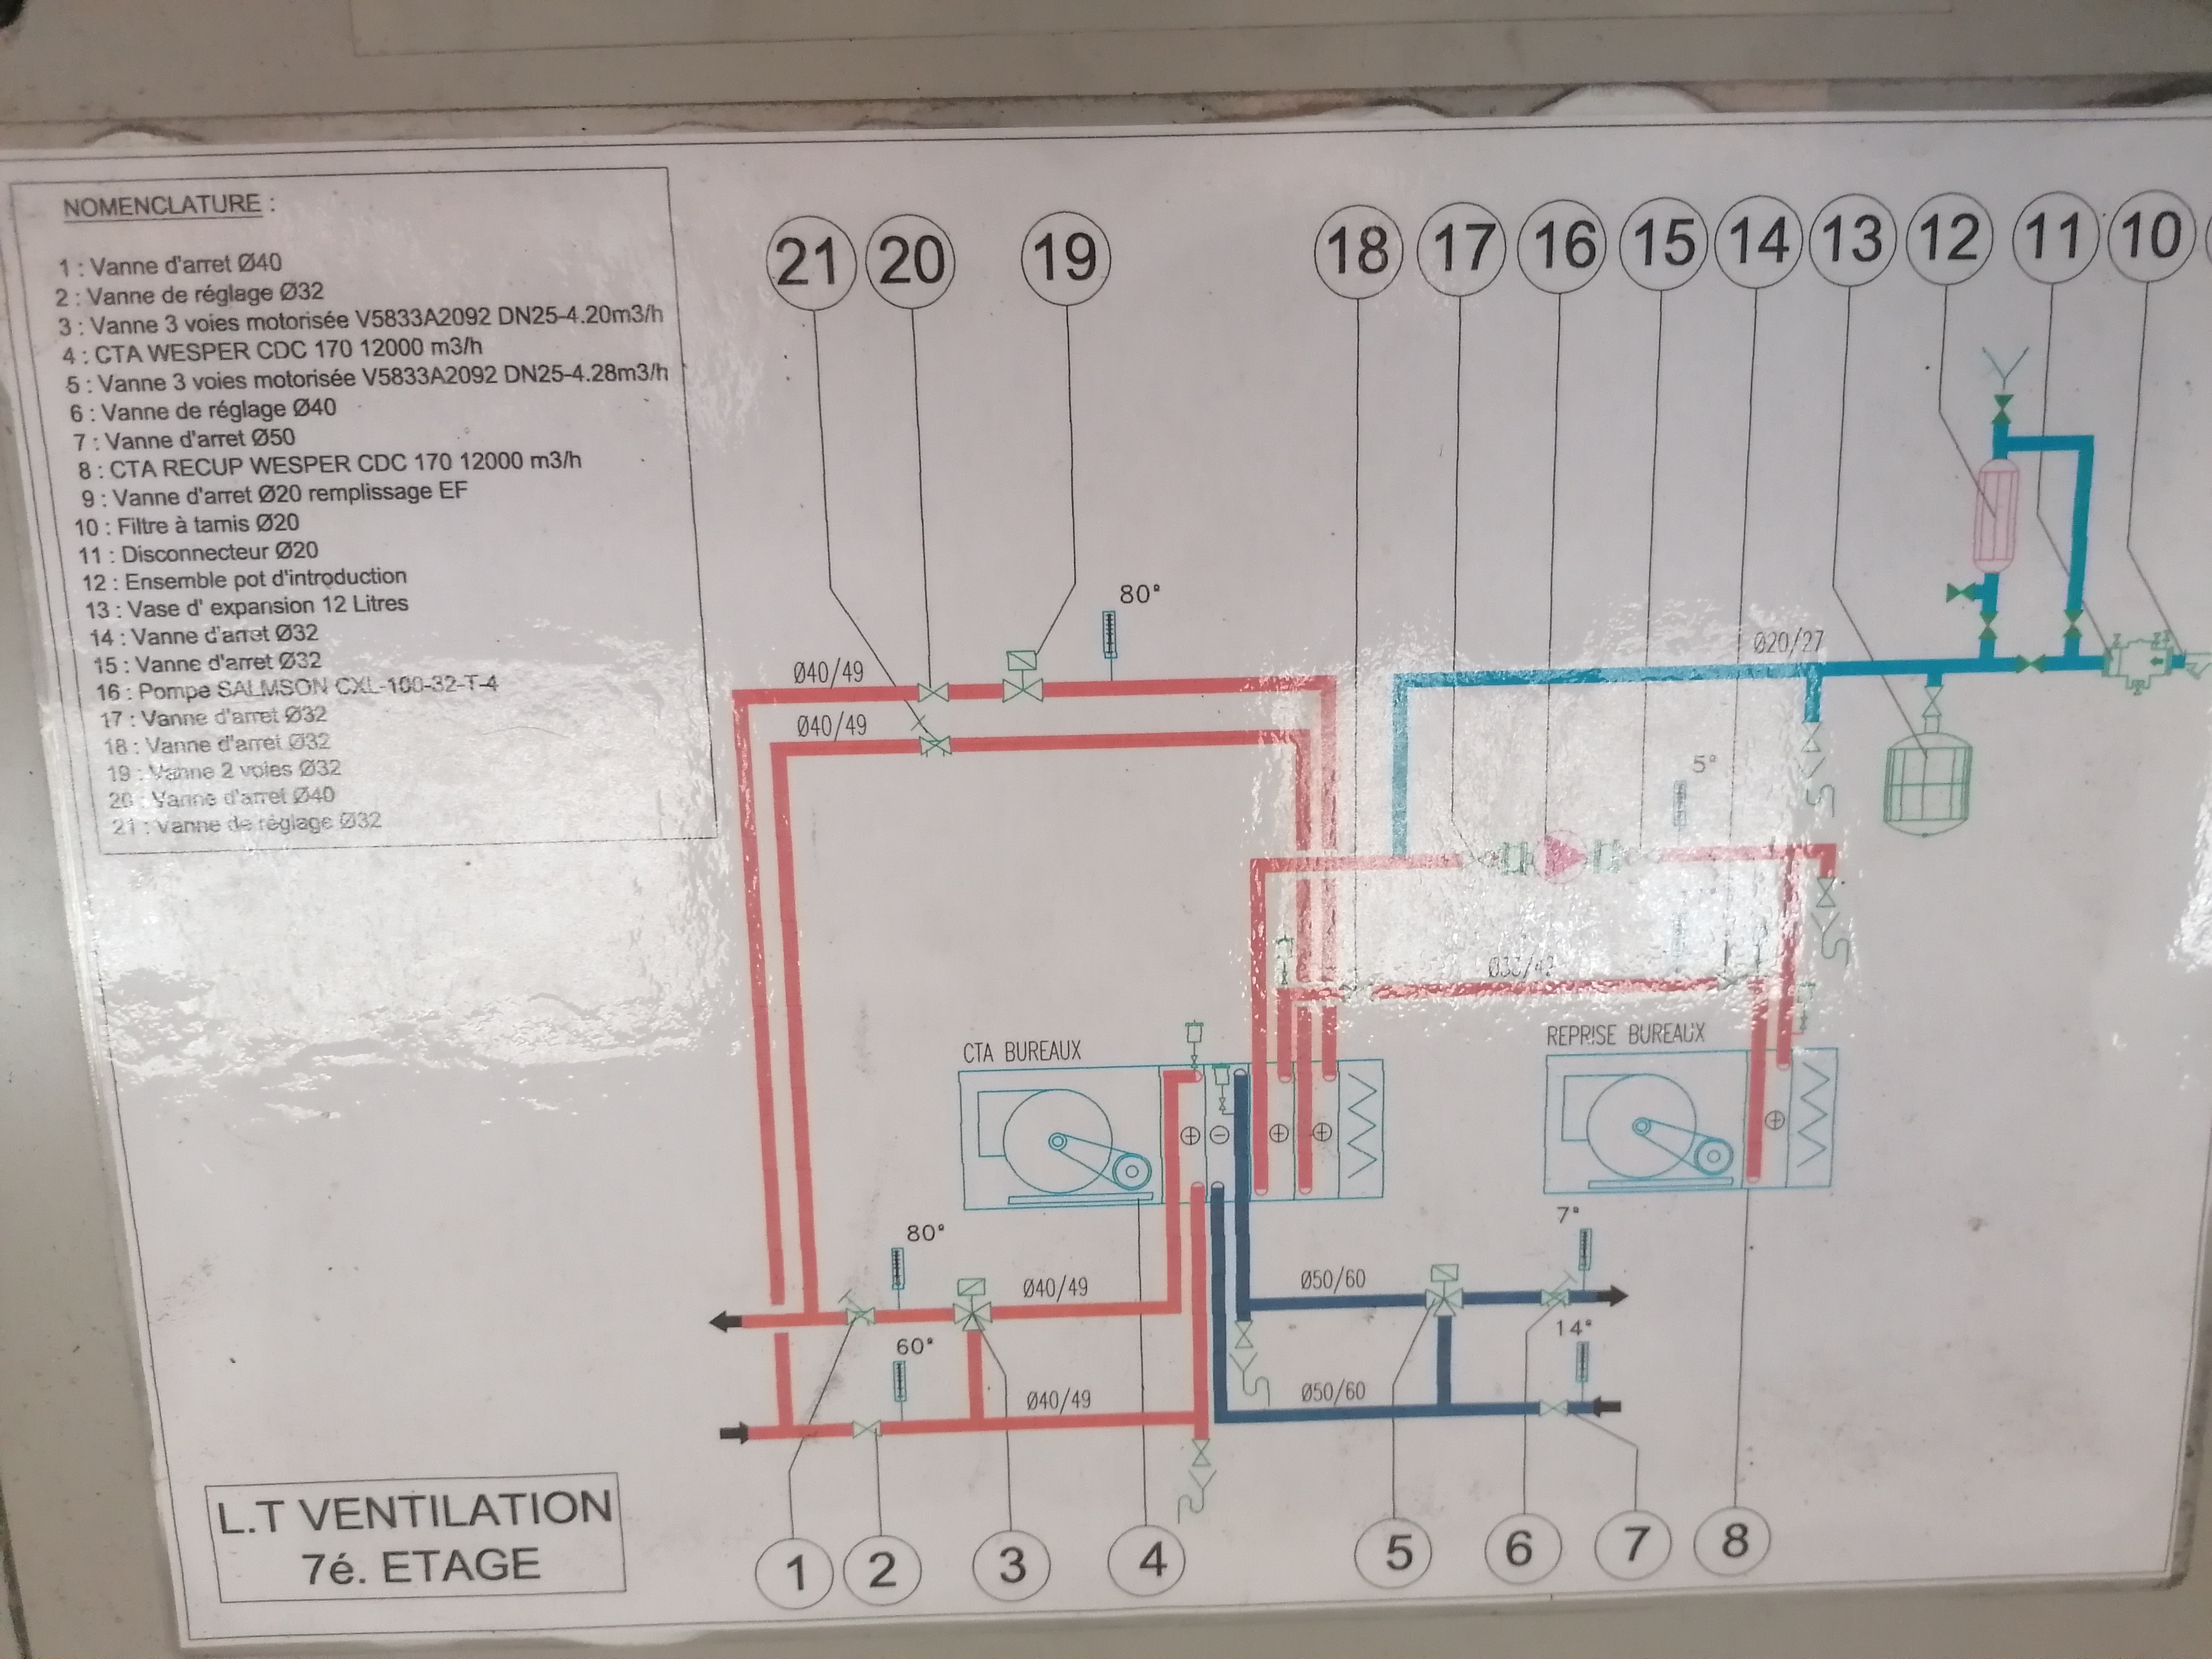 NOMENCLATURE :
1 : Vanne d'arret Ø40
2 : Vanne de réglage Ø32
3 : Vanne 3 voies motorisée V5833A2092 DN25-4.20m3/h
4 : CTA WESPER CDC 170 12000 m3/h
5 : Vanne 3 voies motorisée V5833A2092 DN25-4.28m3/h
6 : Vanne de réglage Ø40
7 : Vanne d'arret Ø50
8 : CTA RECUP WESPER CDC 170 12000 m3/h
9 : Vanne d'arret Ø20 remplissage EF
10 : Filtre à tamis Ø20
11 : Disconnecteur Ø20
12 : Ensemble pot d'introduction
13 : Vase d' expansion 12 Litres
14 : Vanne d'arret Ø32
15 : Vanne d'arret Ø32
16 : Pompe SALMSON CXL-100-32-T-4
17 : Vanne d'arret Ø32
18 : Vanne d'arret Ø32
19 : Vanne 2 voies Ø32
20 : Vanne d'arret Ø40
21 : Vanne de réglage Ø32
21 20 19 18 17 16 15 14 13 12 11 10
80°
Ø40/49
Ø20/27
Ø40/49
5°
CTA BUREAUX
REPRISE BUREAUX
80°
7°
Ø40/49
Ø50/60
60°
14°
Ø40/49
Ø50/60
L.T VENTILATION
7é. ETAGE
1 2 3 4 5 6 7 8